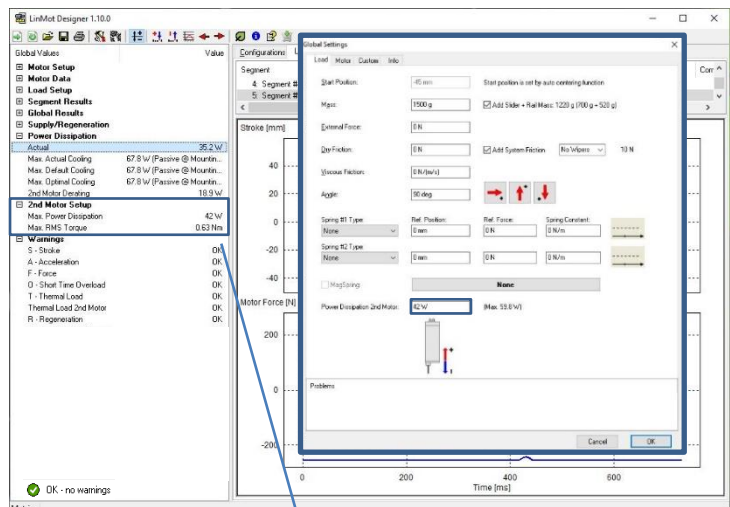 LinMot Designer 1.10.0
Global Values Value
Motor Setup
Motor Data
Load Setup
Segment Results
Global Results
Supply/Regeneration
Power Dissipation
Actual 35.2 W
Max. Actual Cooling 67.8 W (Passive @ Mountin...
Max. Default Cooling 67.8 W (Passive @ Mountin...
Max. Optimal Cooling 67.8 W (Passive @ Mountin...
2nd Motor Derating 18.9 W
2nd Motor Setup
Max. Power Dissipation 42 W
Max. RMS Torque 0.63 Nm
Warnings
S - Stroke OK
A - Acceleration OK
F - Force OK
O - Short Time Overload OK
T - Thermal Load OK
Thermal Load 2nd Motor OK
R - Regeneration OK
OK - no warnings
Configurations L
Segment Corr
4: Segment #
5: Segment #
Stroke [mm]
40
20
0
-20
-40
Motor Force [N]
200
0
-200
0 200 400 600
Time [ms]
Global Settings
Load Motor Custom Info
Start Position: -45 mm Start position is set by auto centering function
Mass: 1500 g Add Slider + Rail Mass: 1220 g (700 g + 520 g)
External Force: 0 N
Dry Friction: 0 N Add System Friction No Wipers 10 N
Viscous Friction: 0 N/(m/s)
Angle: 90 deg
Spring #1 Type: Ref. Position: Ref. Force: Spring Constant:
None 0 mm 0 N 0 N/m
Spring #2 Type:
None 0 mm 0 N 0 N/m
MagSpring: None
Power Dissipation 2nd Motor: 42 W (Max. 59.8 W)
Problems
Cancel OK